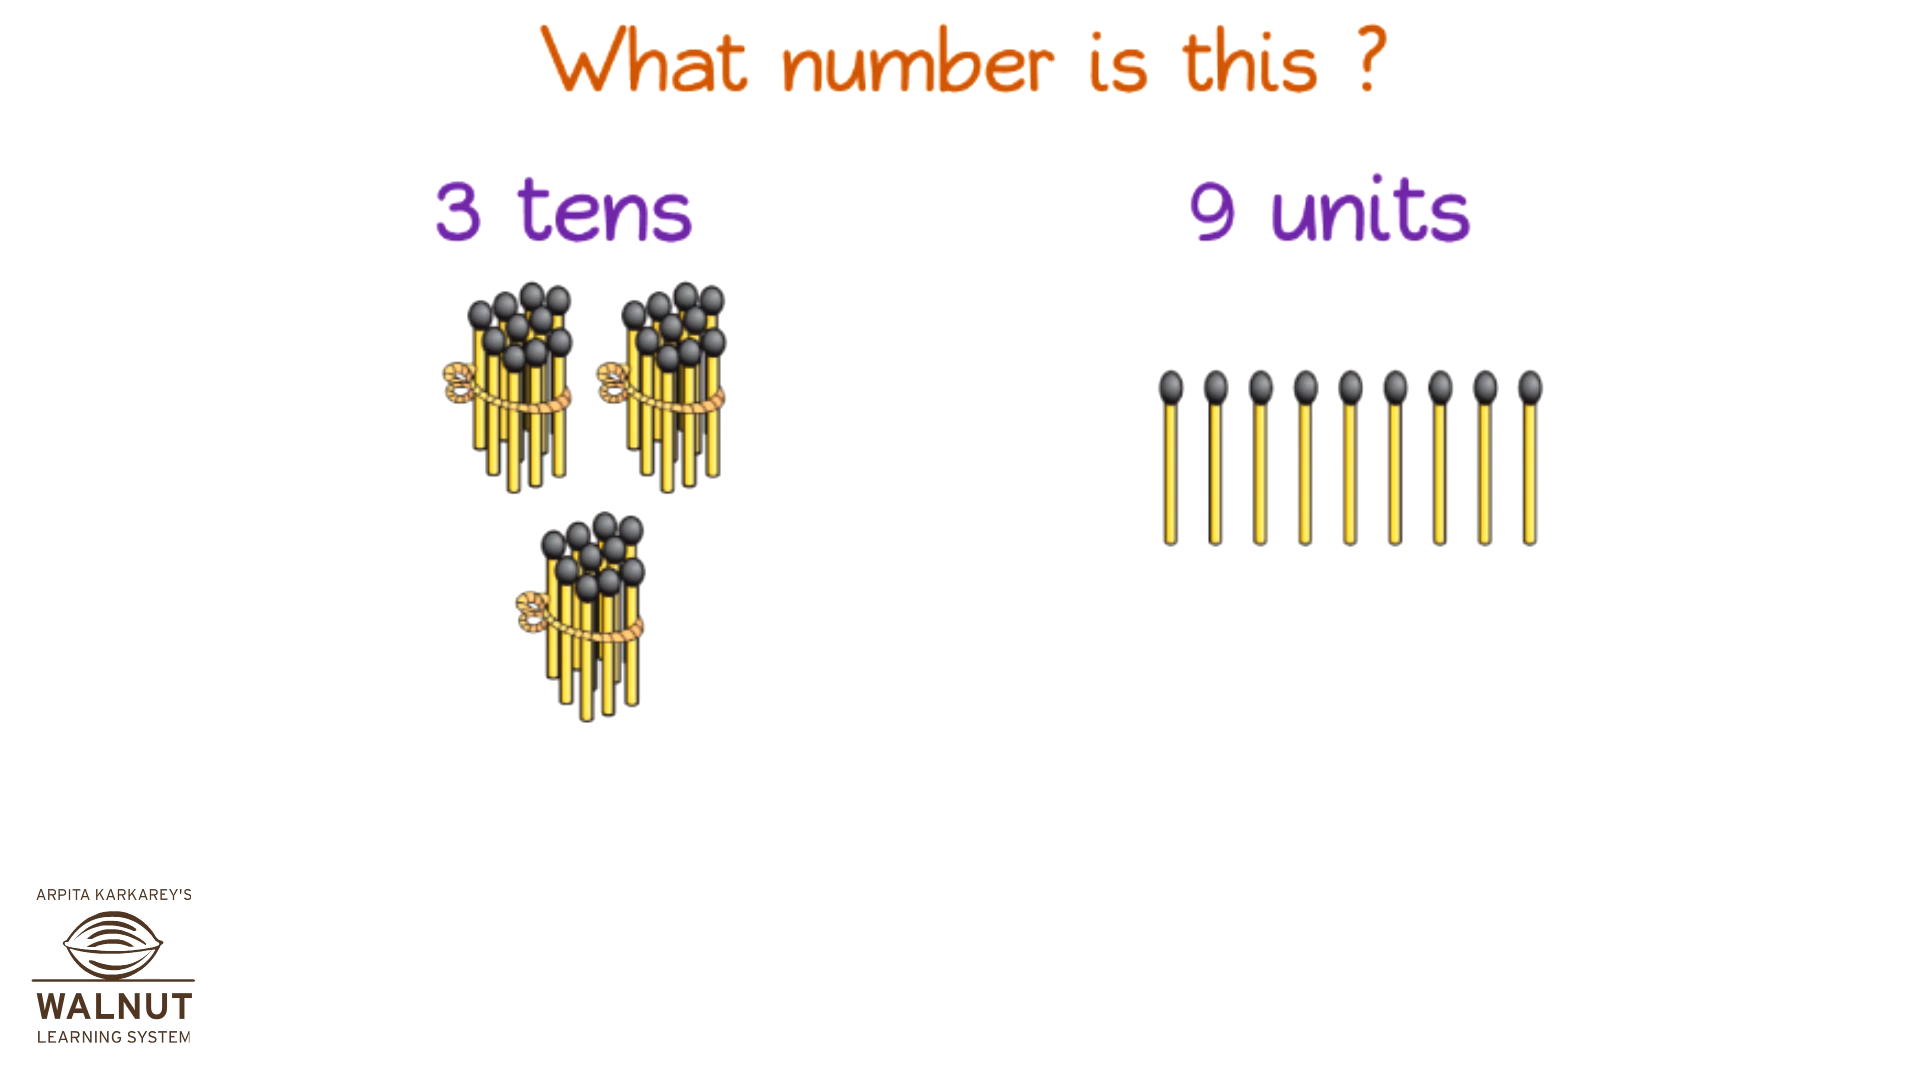 What number is this ?
3 tens
9 units
ARPITA KARKAREY'S
WALNUT
LEARNING SYSTEM